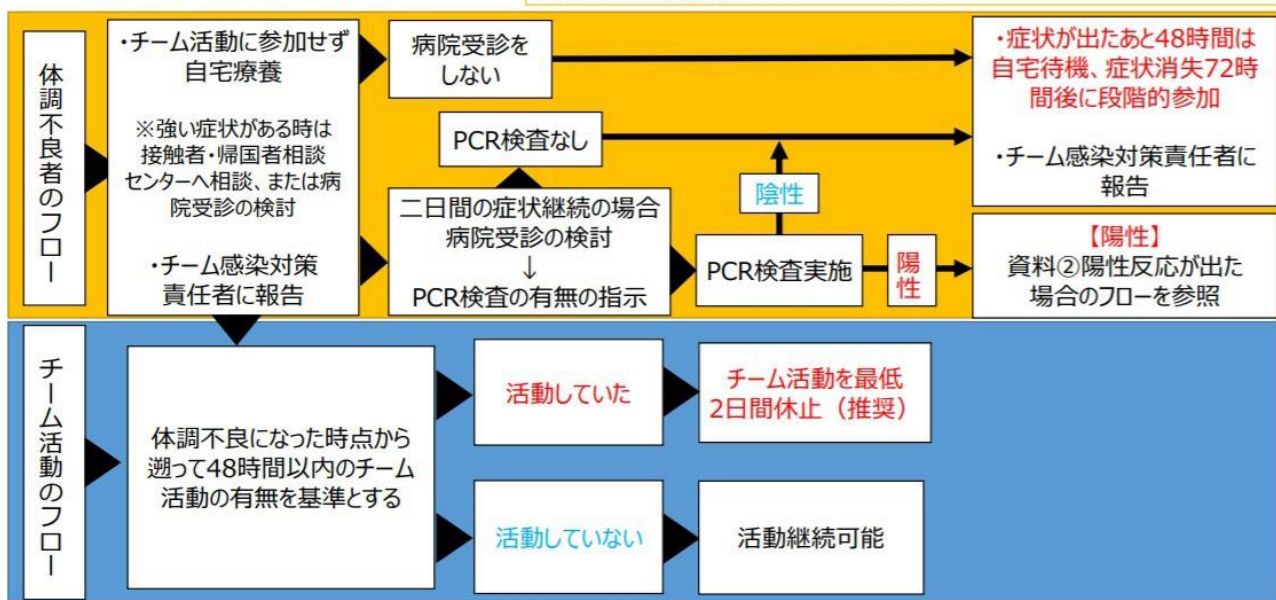 体調不良者のフロー
・チーム活動に参加せず
自宅療養
※強い症状がある時は
接触者・帰国者相談
センターへ相談、または病
院受診の検討
・チーム感染対策
責任者に報告
病院受診を
しない
PCR検査なし
二日間の症状継続の場合
病院受診の検討
↓
PCR検査の有無の指示
陰性
PCR検査実施
陽性
・症状が出たあと48時間は
自宅待機、症状消失72時
間後に段階的参加
・チーム感染対策責任者に
報告
【陽性】
資料②陽性反応が出た
場合のフローを参照
チーム活動のフロー
体調不良になった時点から
遡って48時間以内のチーム
活動の有無を基準とする
活動していた
チーム活動を最低
2日間休止（推奨）
活動していない
活動継続可能